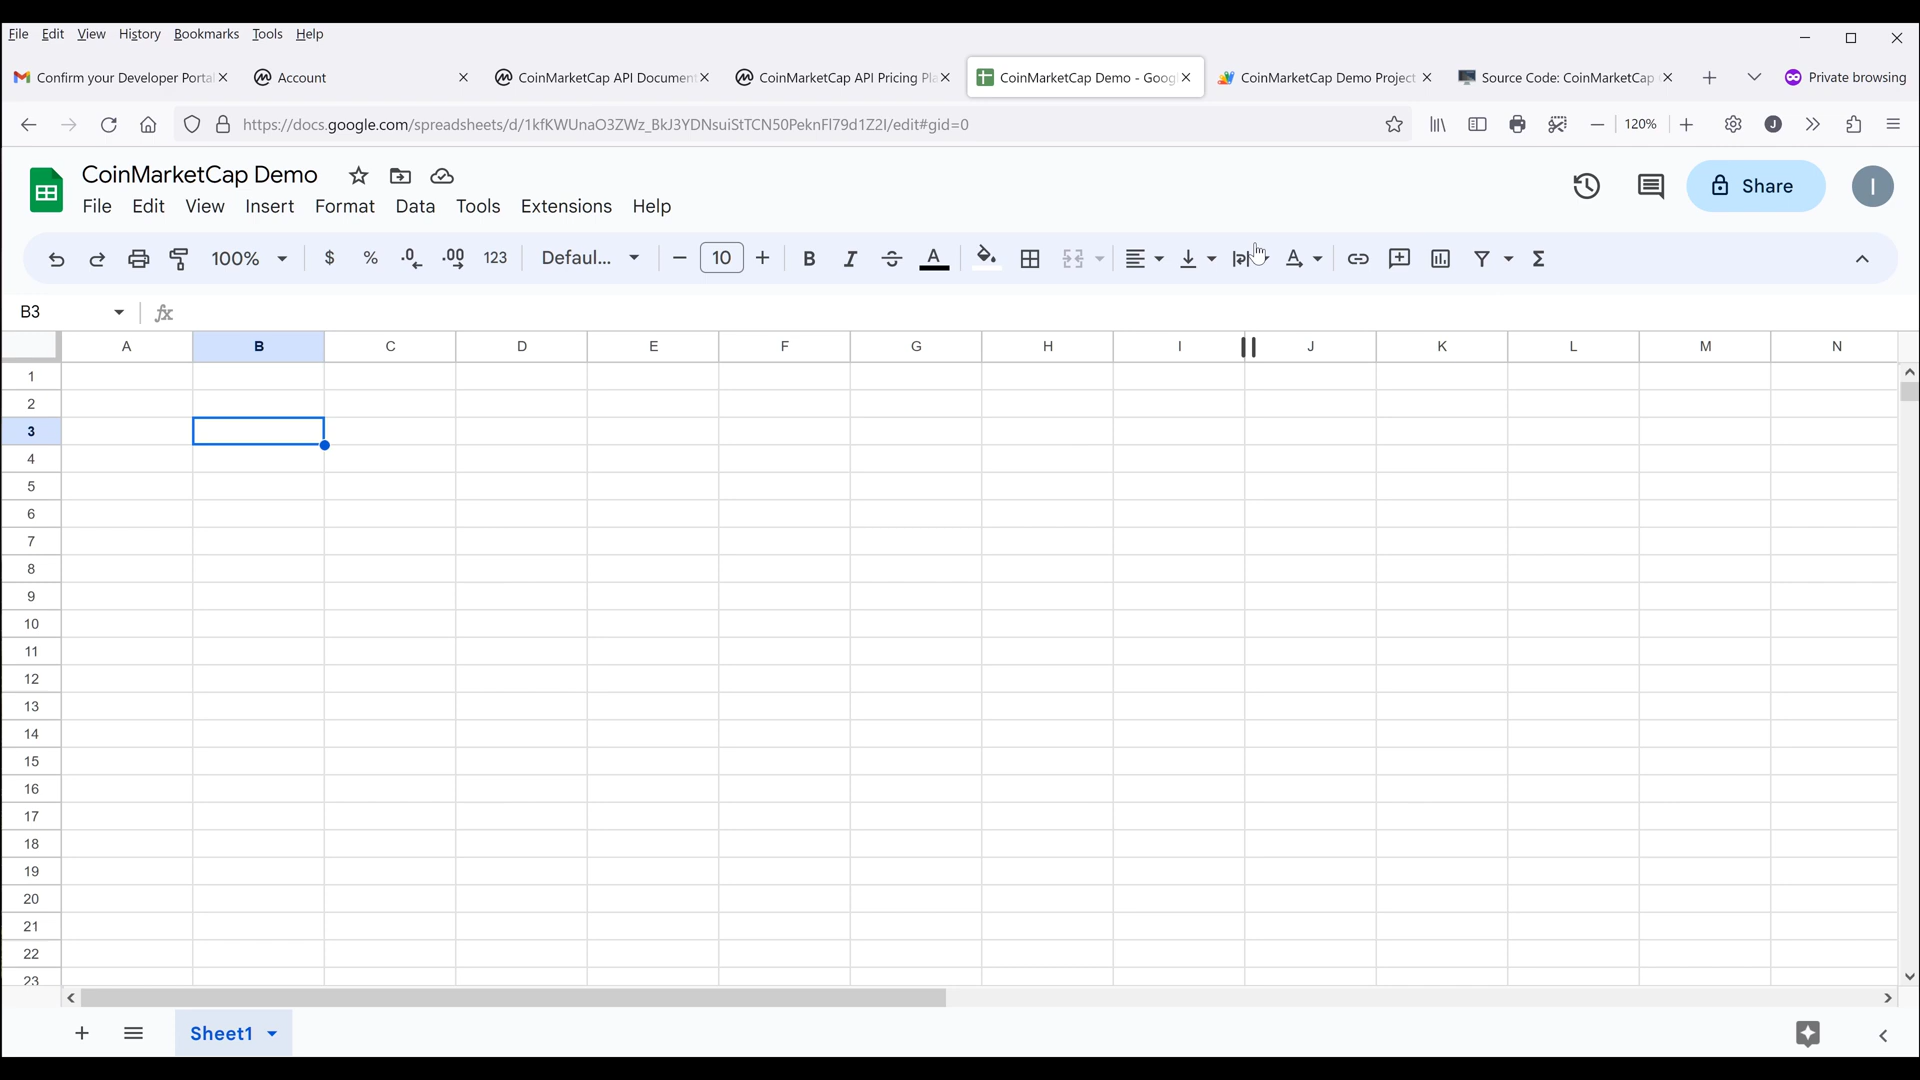 File Edit View History Bookmarks Tools Help
Confirm your Developer Portal
Account
CoinMarketCap API Document
CoinMarketCap API Pricing Pla
CoinMarketCap Demo - Goog
CoinMarketCap Demo Project
Source Code: CoinMarketCap
Private browsing
https://docs.google.com/spreadsheets/d/1kfKWUnaO3ZWz_BkJ3YDNsuiStTCN50PeknFl79d1Z2I/edit#gid=0
120%
J
CoinMarketCap Demo
Share
I
File Edit View Insert Format Data Tools Extensions Help
100% $ % .0 .00 123 Defaul... 10 B I S A A Σ
B3 fx
A B C D E F G H I J K L M N
1
2
3
4
5
6
7
8
9
10
11
12
13
14
15
16
17
18
19
20
21
22
23
Sheet1